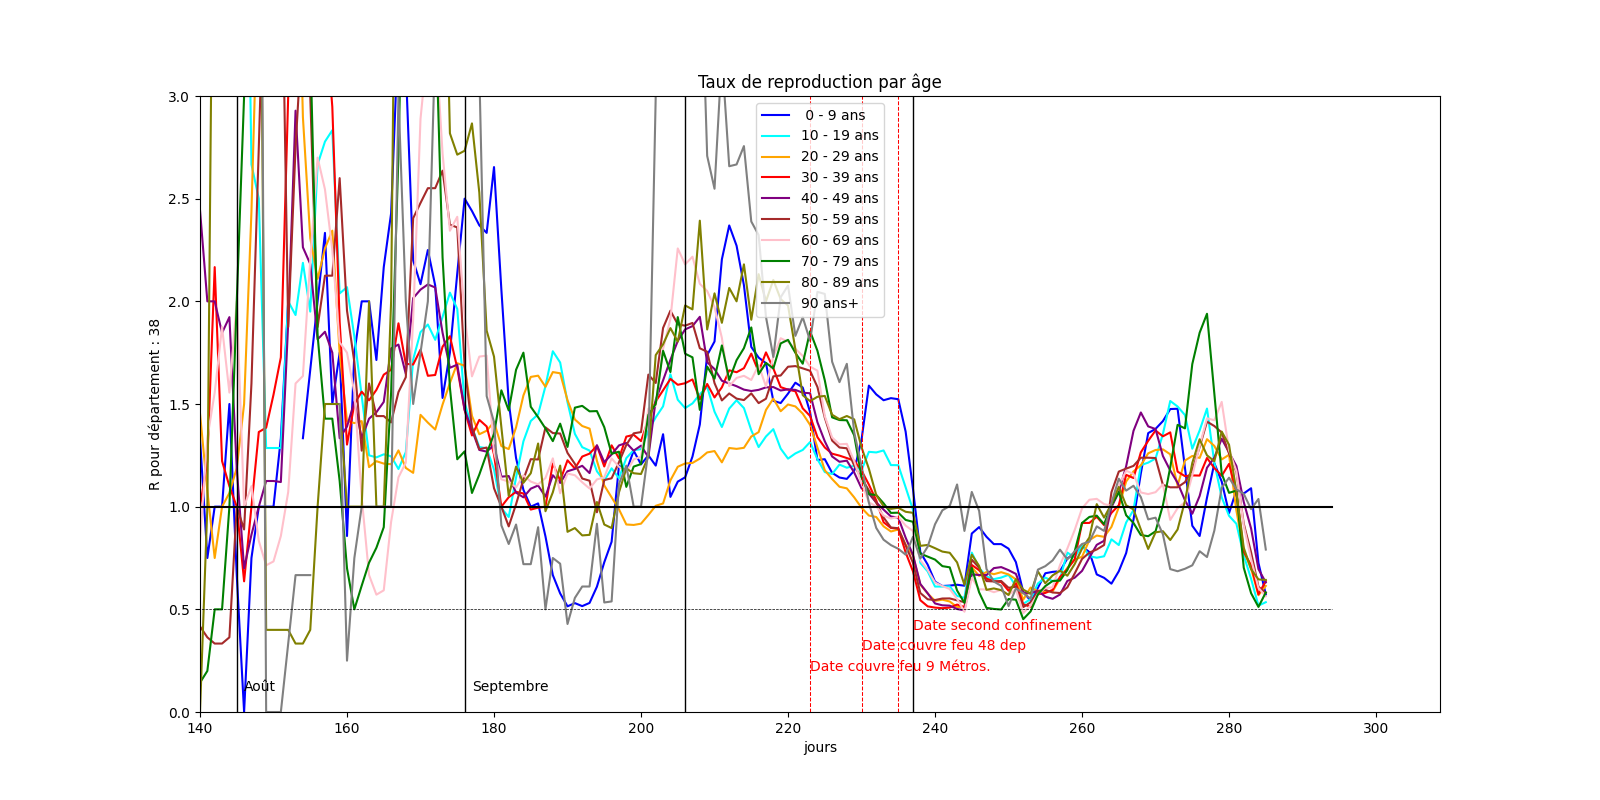 Taux de reproduction par âge
R pour département : 38
3.0
2.5
2.0
1.5
1.0
0.5
0.0
0 - 9 ans
10 - 19 ans
20 - 29 ans
30 - 39 ans
40 - 49 ans
50 - 59 ans
60 - 69 ans
70 - 79 ans
80 - 89 ans
90 ans+
Date second confinement
Date couvre feu 48 dep
Date couvre feu 9 Métros.
Août
Septembre
140
160
180
200
220
240
260
280
300
jours